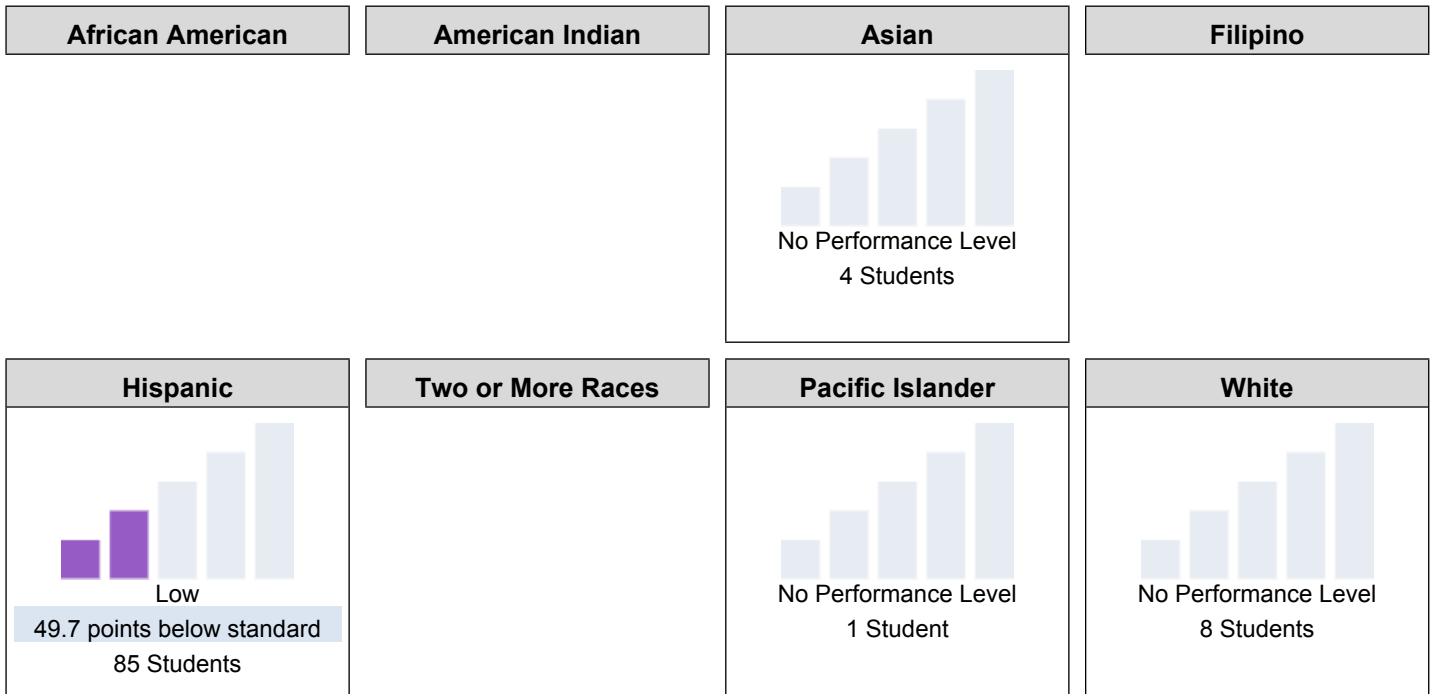 African American
American Indian
Asian
Filipino
No Performance Level
4 Students
Hispanic
Two or More Races
Pacific Islander
White
Low
49.7 points below standard
85 Students
No Performance Level
1 Student
No Performance Level
8 Students